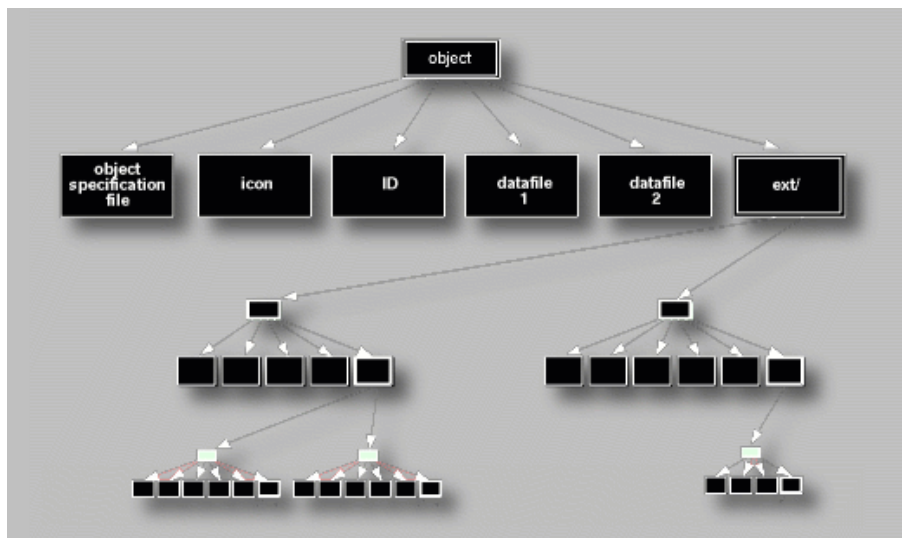 object
object
specification
file
icon
ID
datafile
1
datafile
2
ext/